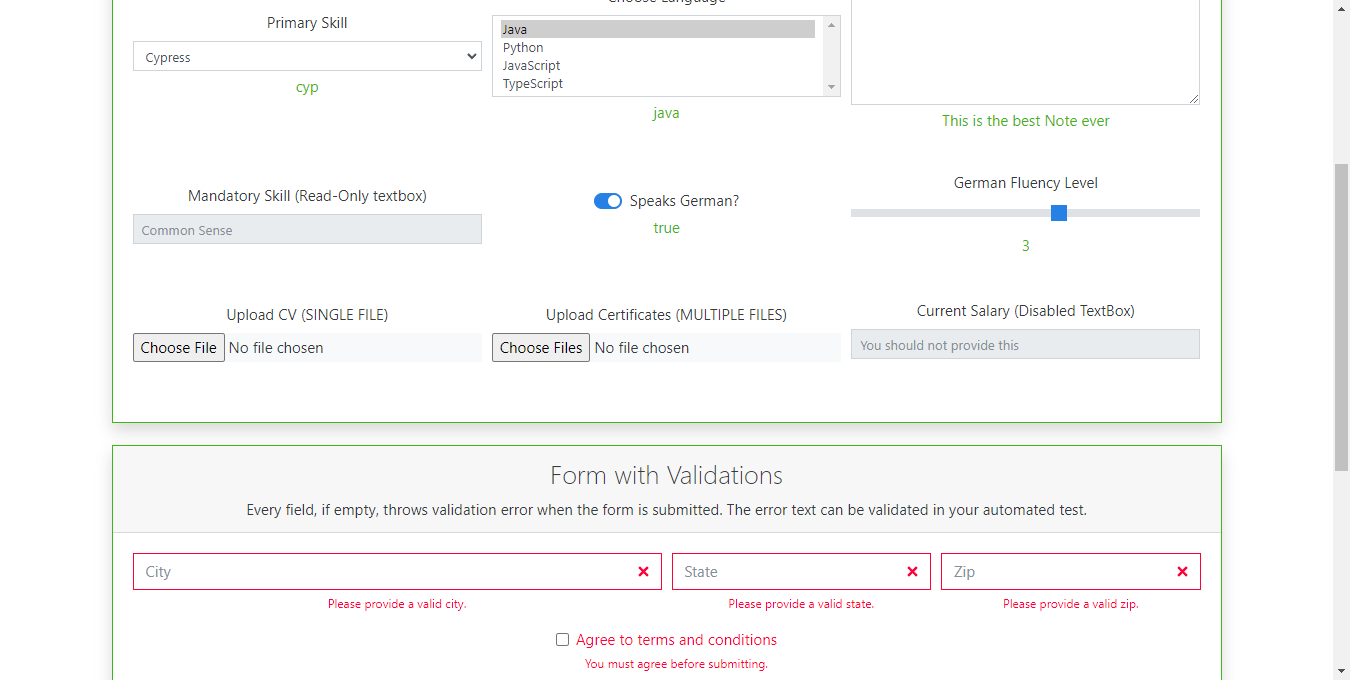 Primary Skill
Cypress
cyp
Java
Python
JavaScript
TypeScript
java
This is the best Note ever
Mandatory Skill (Read-Only textbox)
Common Sense
Speaks German?
true
German Fluency Level
3
Upload CV (SINGLE FILE)
Choose File No file chosen
Upload Certificates (MULTIPLE FILES)
Choose Files No file chosen
Current Salary (Disabled TextBox)
You should not provide this
Form with Validations
Every field, if empty, throws validation error when the form is submitted. The error text can be validated in your automated test.
City
State
Zip
Please provide a valid city.
Please provide a valid state.
Please provide a valid zip.
Agree to terms and conditions
You must agree before submitting.